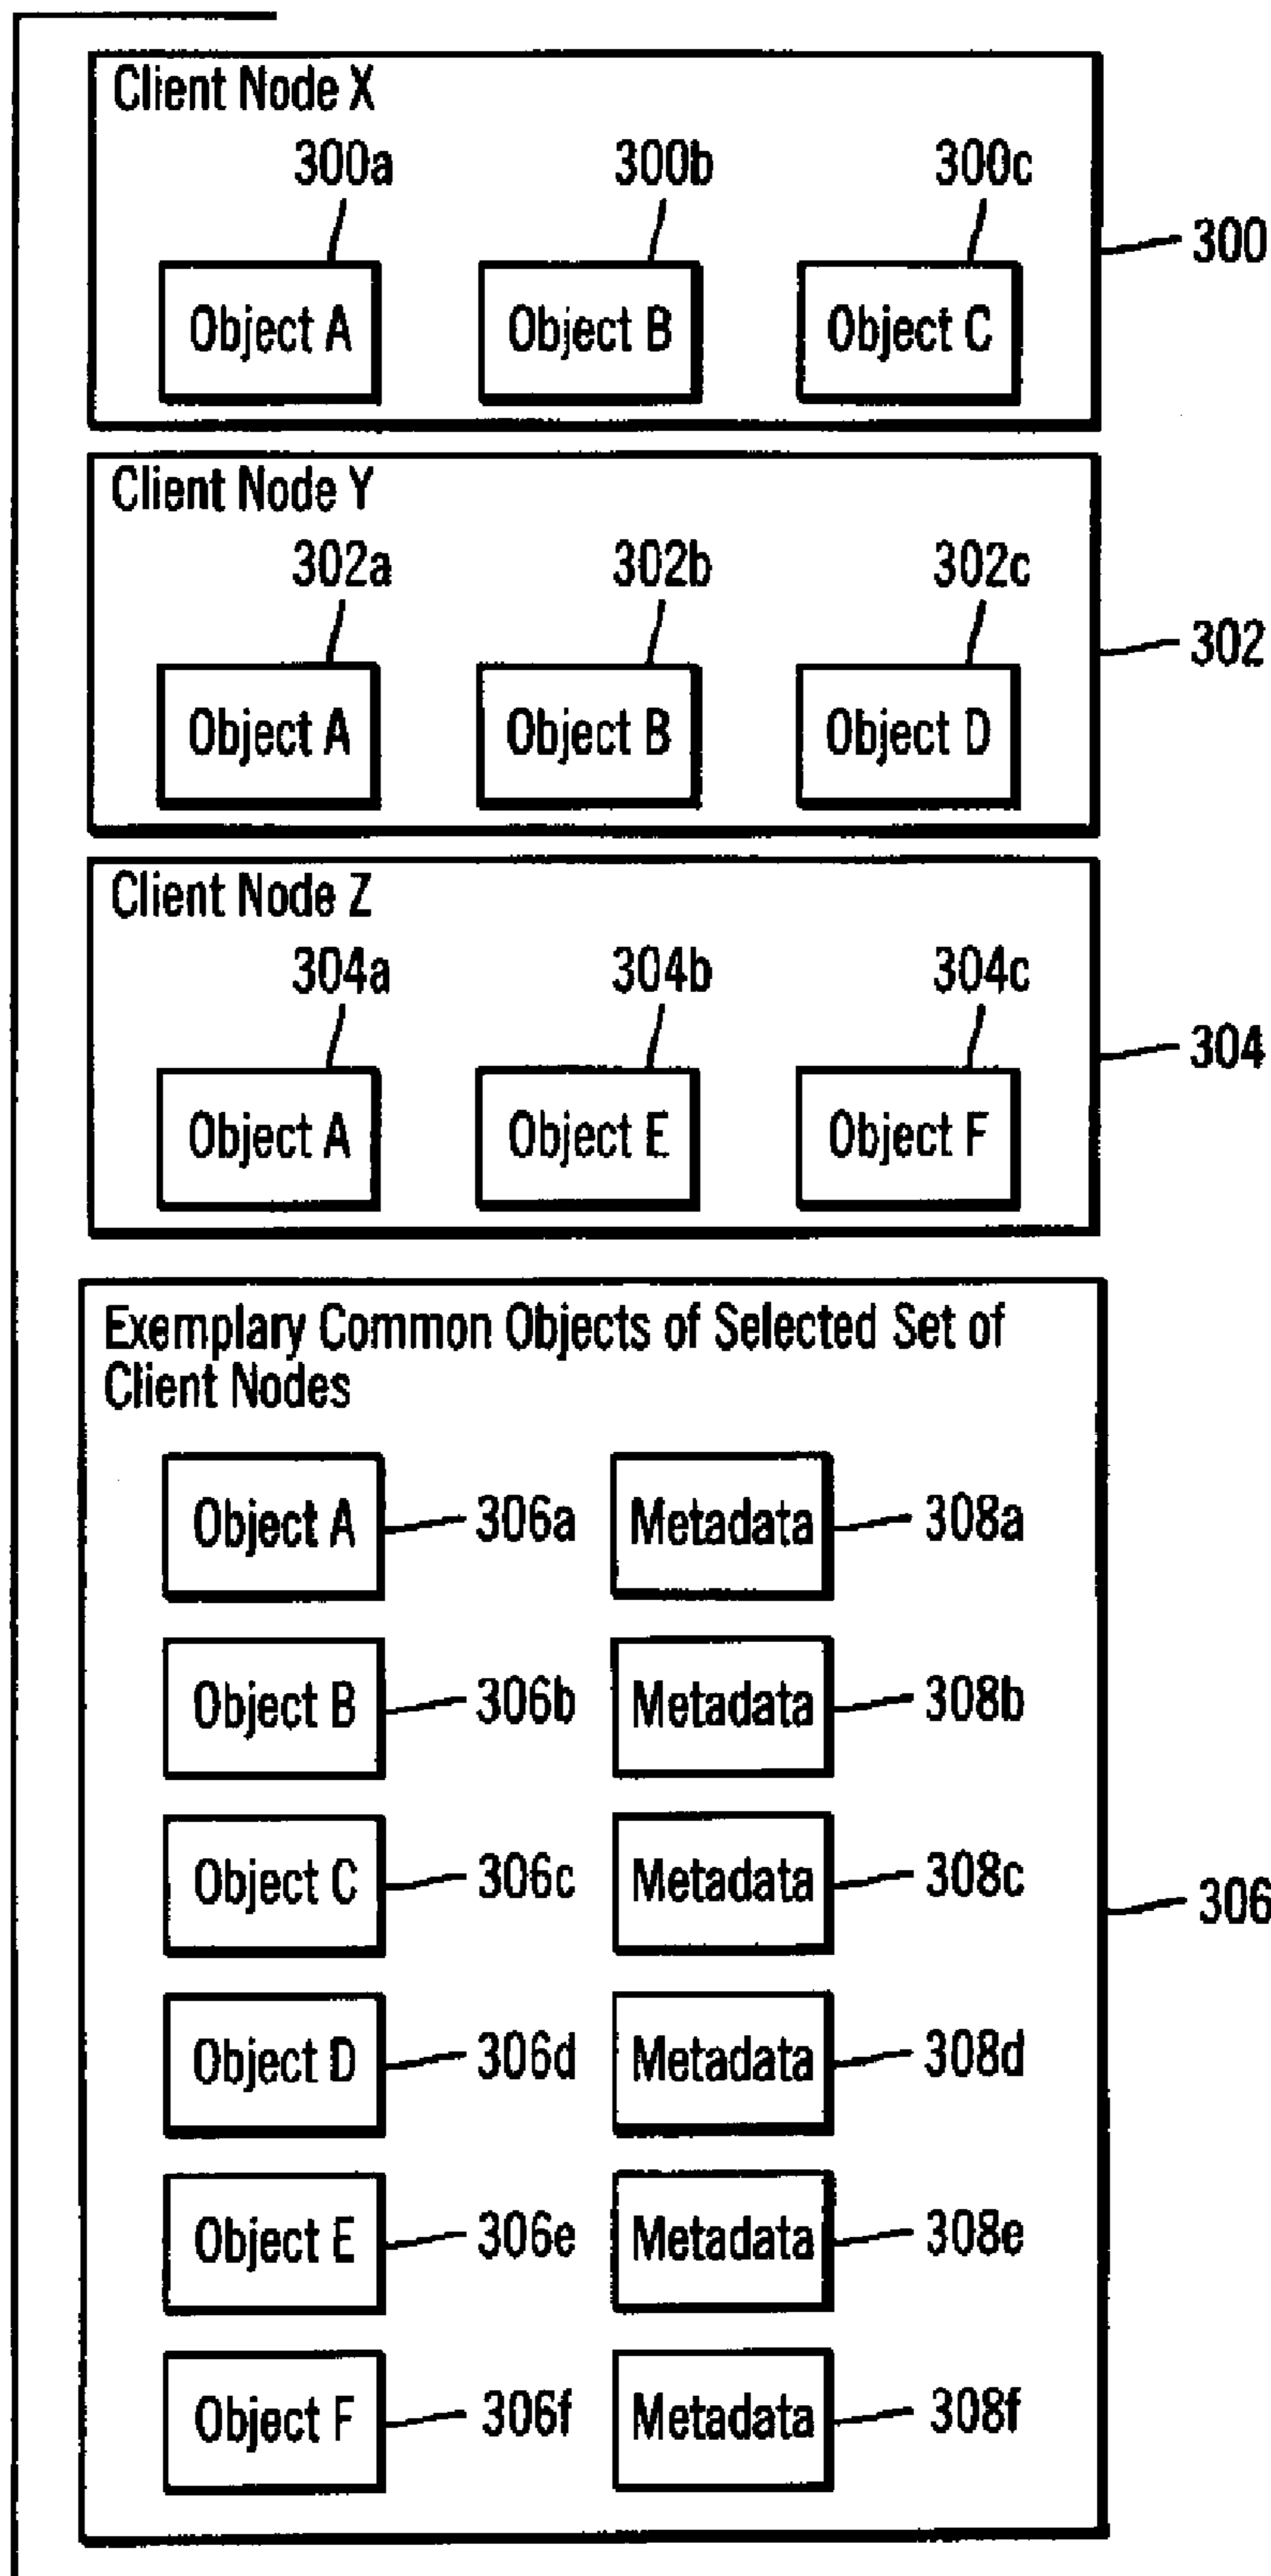 Client Node X
300a 300b 300c
300
Object A Object B Object C
Client Node Y
302a 302b 302c
302
Object A Object B Object D
Client Node Z
304a 304b 304c
304
Object A Object E Object F
Exemplary Common Objects of Selected Set of
Client Nodes
Object A 306a Metadata 308a
Object B 306b Metadata 308b
Object C 306c Metadata 308c
306
Object D 306d Metadata 308d
Object E 306e Metadata 308e
Object F 306f Metadata 308f